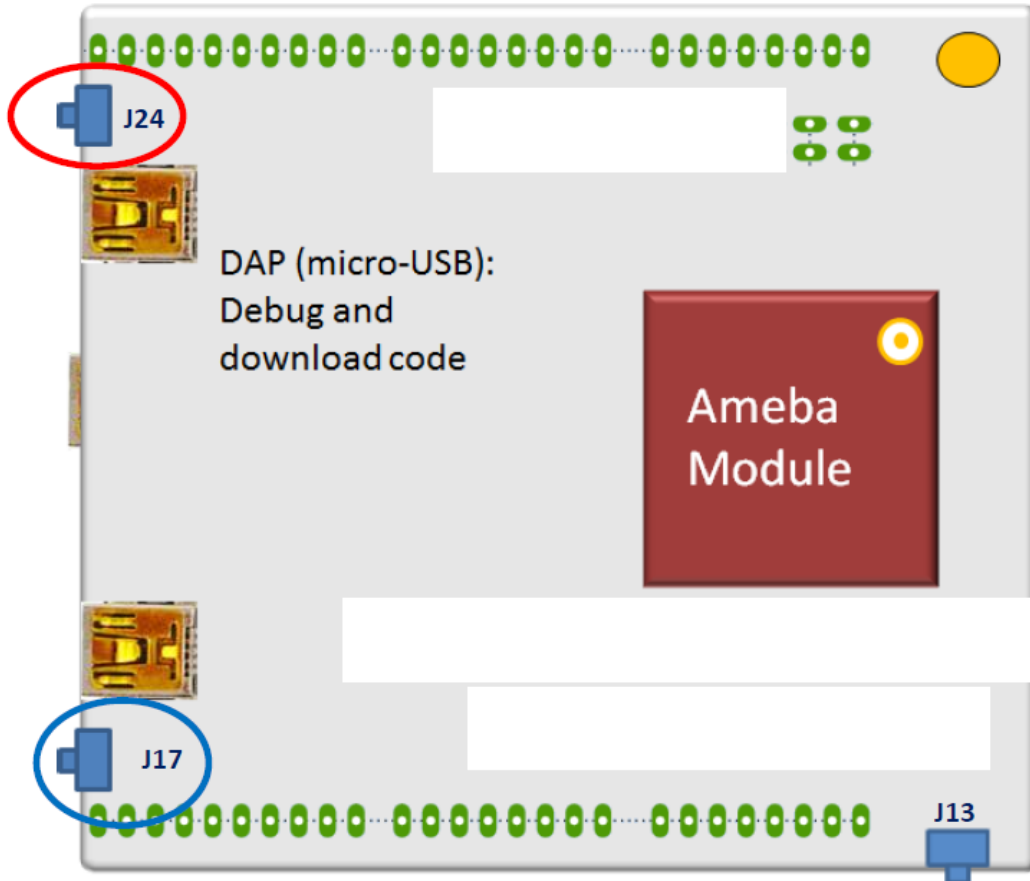 J24
DAP (micro-USB):
Debug and
download code
Ameba
Module
J17
J13